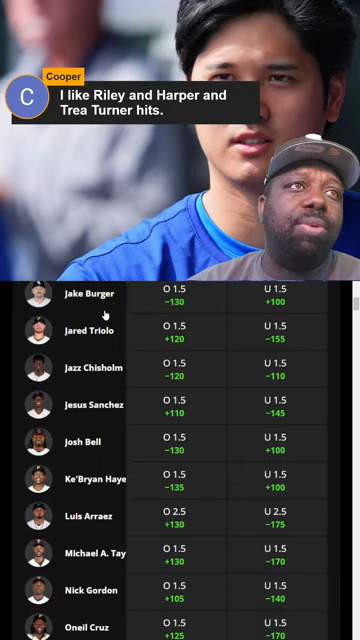 Cooper
C
I like Riley and Harper and
Trea Turner hits.
Jake Burger
O 1.5
−130
U 1.5
+100
Jared Triolo
O 1.5
+120
U 1.5
−155
Jazz Chisholm
O 1.5
−120
U 1.5
−110
Jesus Sanchez
O 1.5
+110
U 1.5
−145
Josh Bell
O 1.5
−130
U 1.5
+100
Ke'Bryan Haye
O 1.5
−135
U 1.5
+100
Luis Arraez
O 2.5
+130
U 2.5
−175
Michael A. Tay
O 1.5
+130
U 1.5
−170
Nick Gordon
O 1.5
+105
U 1.5
−140
Oneil Cruz
O 1.5
+125
U 1.5
−170